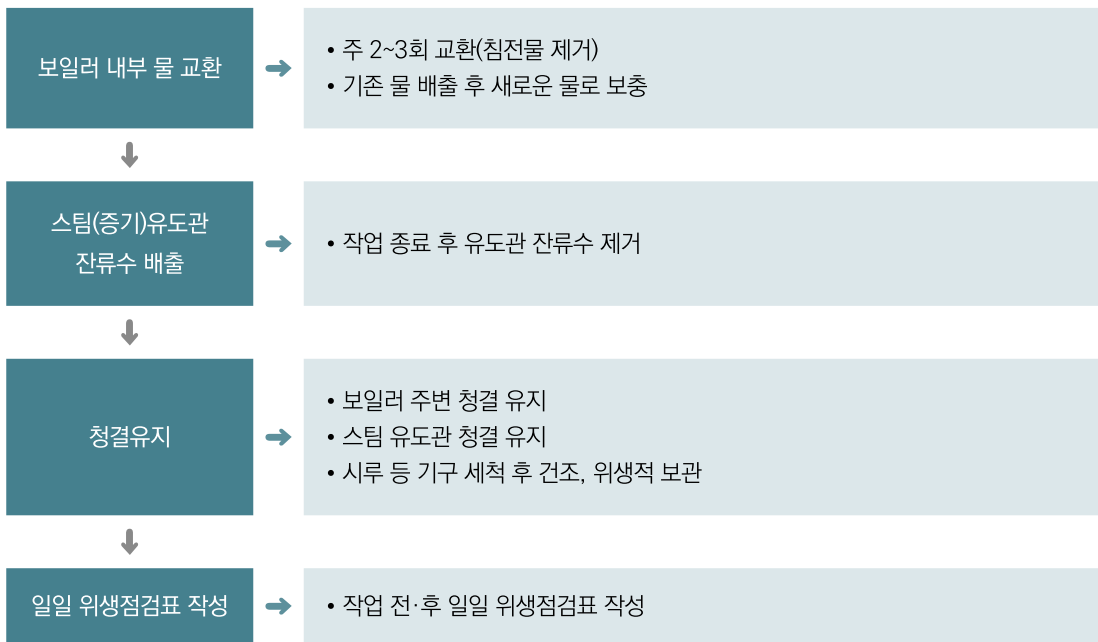 보일러 내부 물 교환
• 주 2~3회 교환(침전물 제거)
• 기존 물 배출 후 새로운 물로 보충
스팀(증기)유도관
잔류수 배출
• 작업 종료 후 유도관 잔류수 제거
청결유지
• 보일러 주변 청결 유지
• 스팀 유도관 청결 유지
• 시루 등 기구 세척 후 건조, 위생적 보관
일일 위생점검표 작성
• 작업 전·후 일일 위생점검표 작성